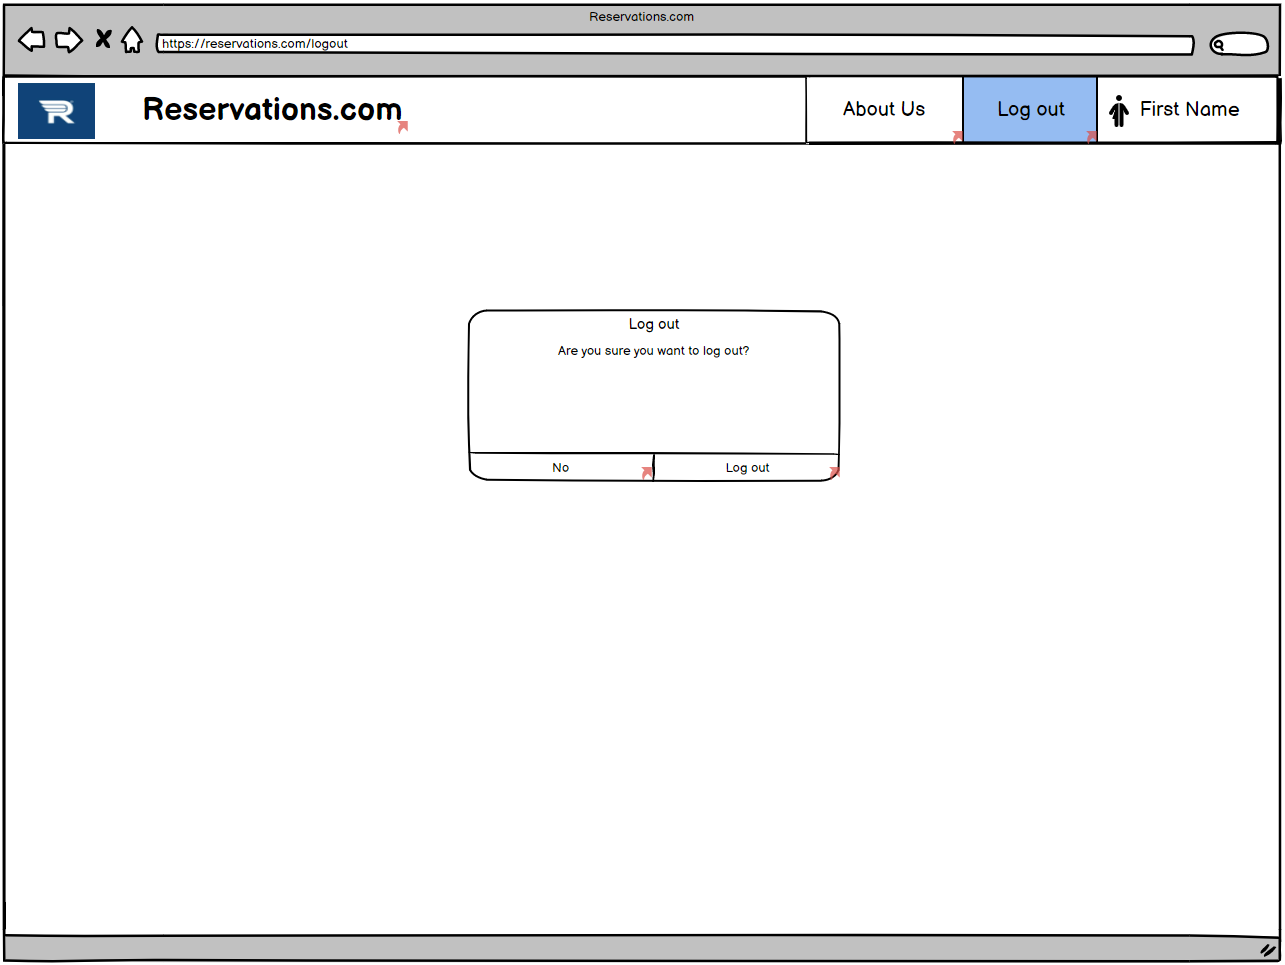 Reservations.com
https://reservations.com/logout
R
Reservations.com
About Us
Log out
First Name
Log out
Are you sure you want to log out?
No
Log out